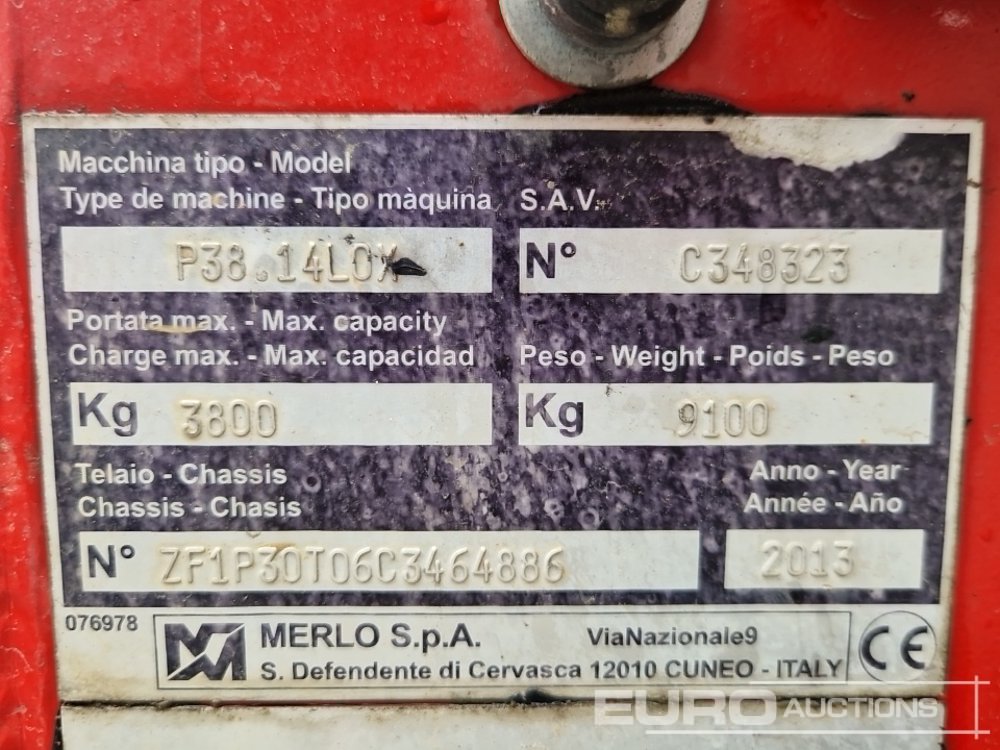 Macchina tipo - Model
Type de machine - Tipo màquina
P38.14LOX
S.A.V.
N° C348323
Portata max. - Max. capacity
Charge max. - Max. capacidad
Kg 3800
Peso - Weight - Poids - Peso
Kg 9100
Telaio - Chassis
Chassis - Chasis
N° ZF1P30T06C3464886
Anno - Year
Année - Año
2013
076978
MERLO S.p.A. ViaNazionale9
S. Defendente di Cervasca 12010 CUNEO - ITALY
CE
EURO AUCTIONS